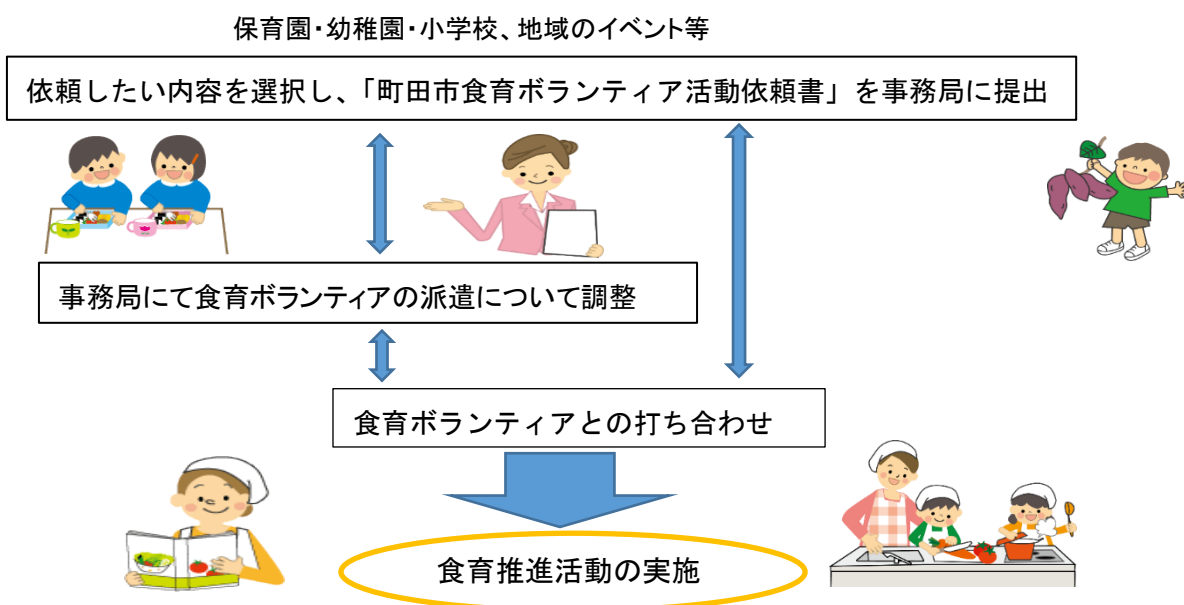 保育園・幼稚園・小学校、地域のイベント等
依頼したい内容を選択し、「町田市食育ボランティア活動依頼書」を事務局に提出
事務局にて食育ボランティアの派遣について調整
食育ボランティアとの打ち合わせ
食育推進活動の実施